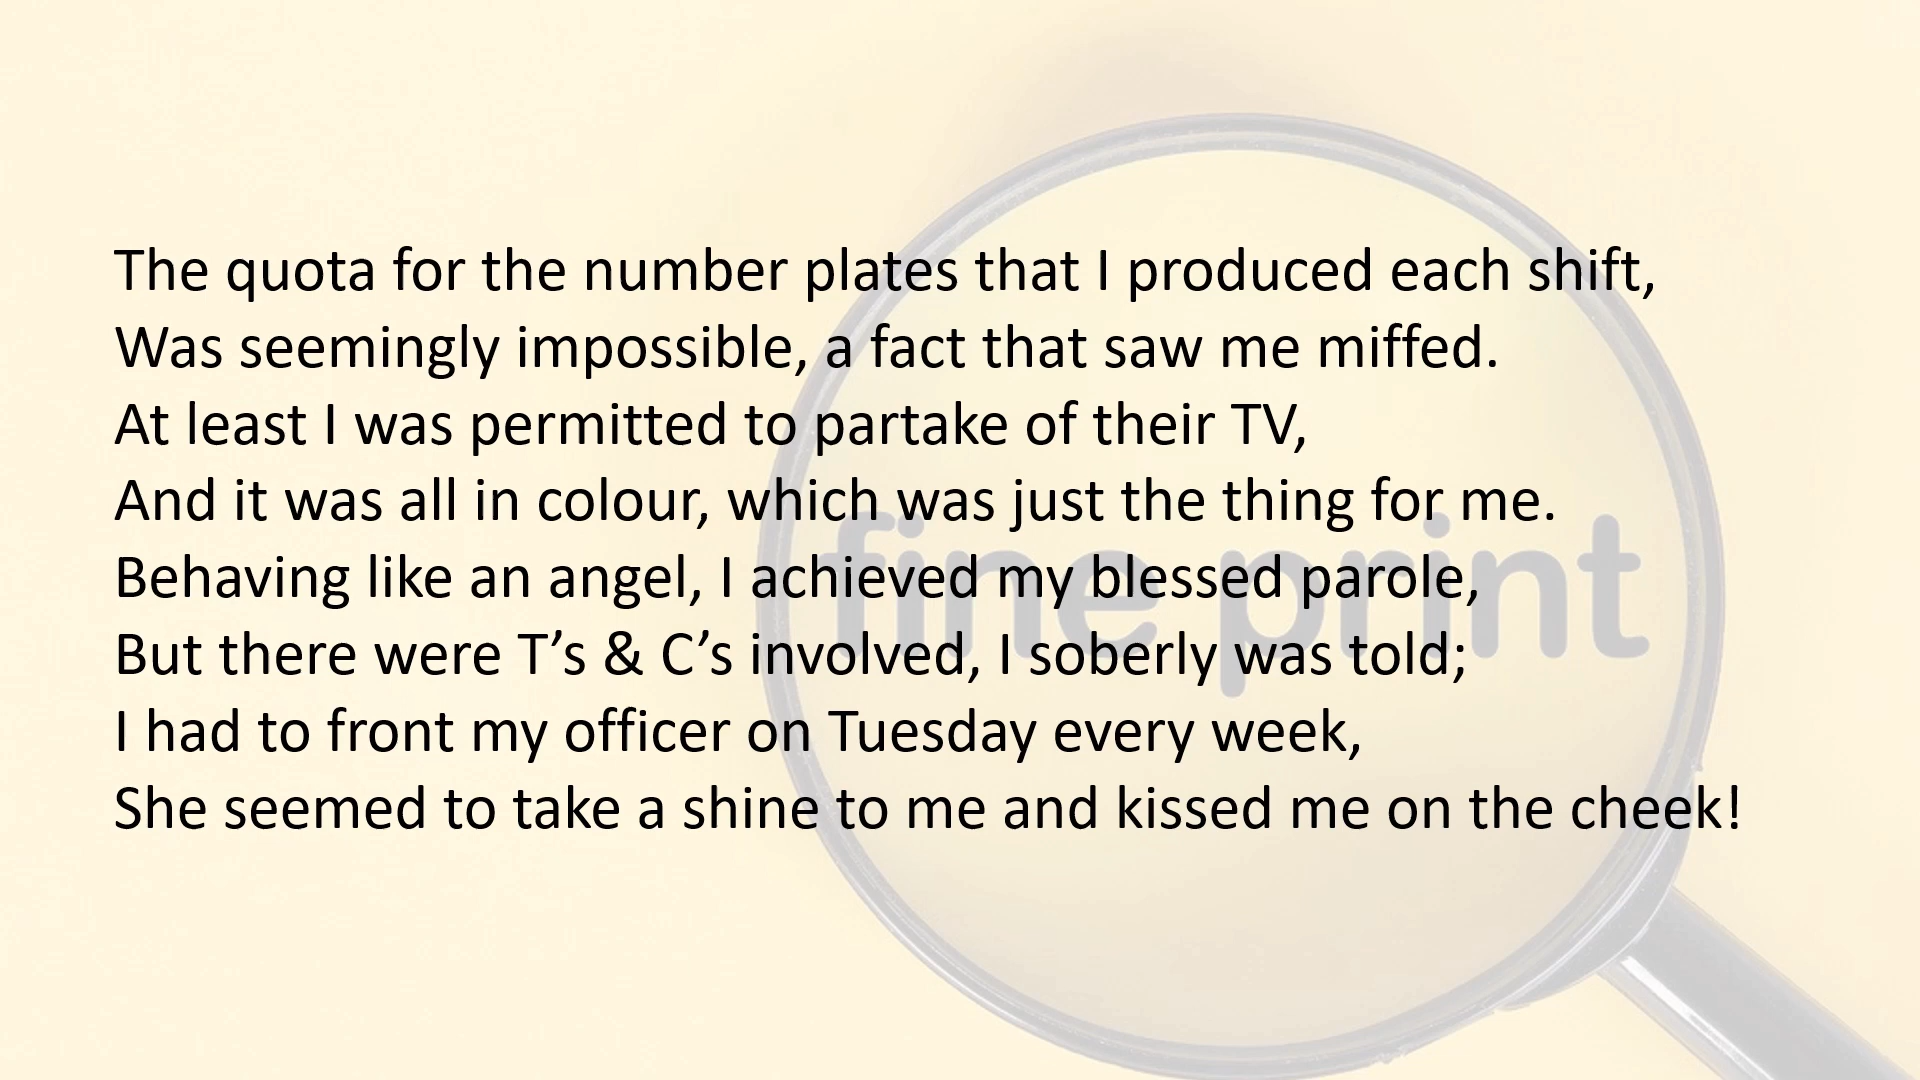 The quota for the number plates that I produced each shift,
Was seemingly impossible, a fact that saw me miffed.
At least I was permitted to partake of their TV,
And it was all in colour, which was just the thing for me.
Behaving like an angel, I achieved my blessed parole,
But there were T’s & C’s involved, I soberly was told;
I had to front my officer on Tuesday every week,
She seemed to take a shine to me and kissed me on the cheek!
fine print